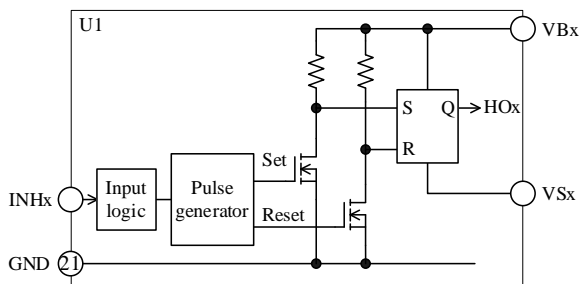 U1
VBx
S
Q
HOx
R
Set
Input
logic
Pulse
generator
INHx
VSx
Reset
GND
21